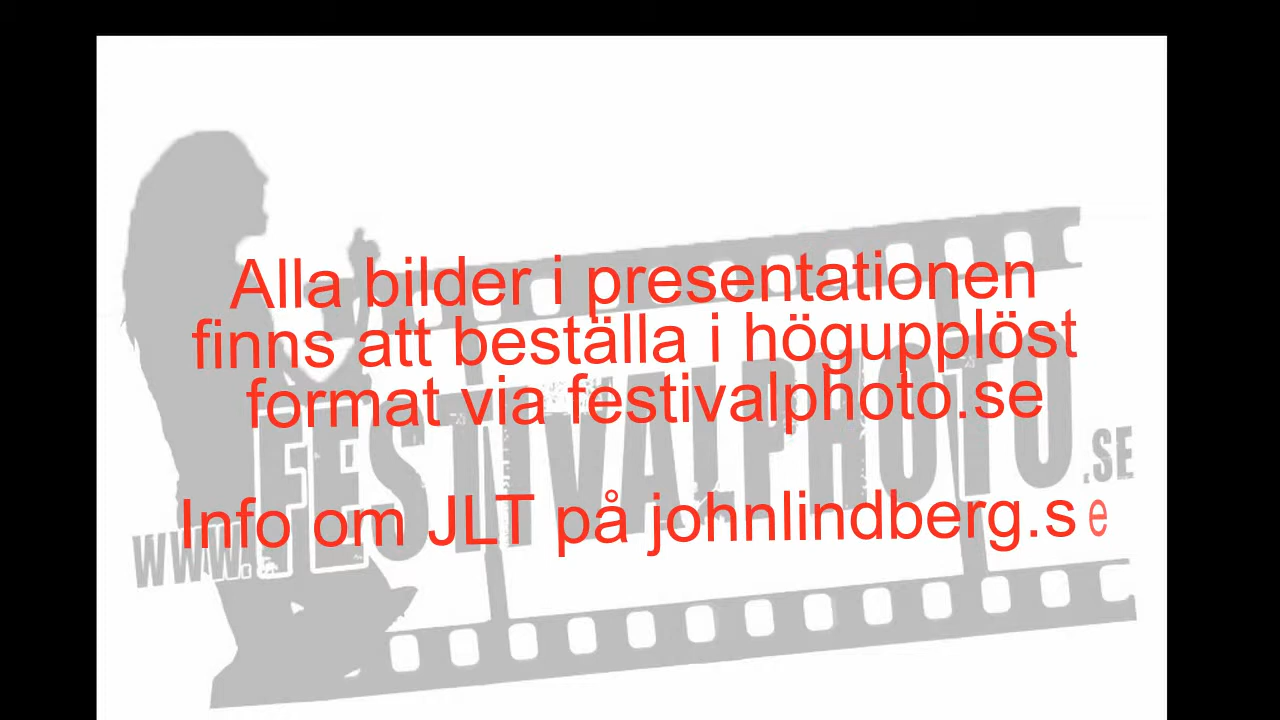 Alla bilder i presentationen
finns att beställa i högupplöst
format via festivalphoto.se
WWW.FESTIVALPHOTO.SE
Info om JLT på johnlindberg.se